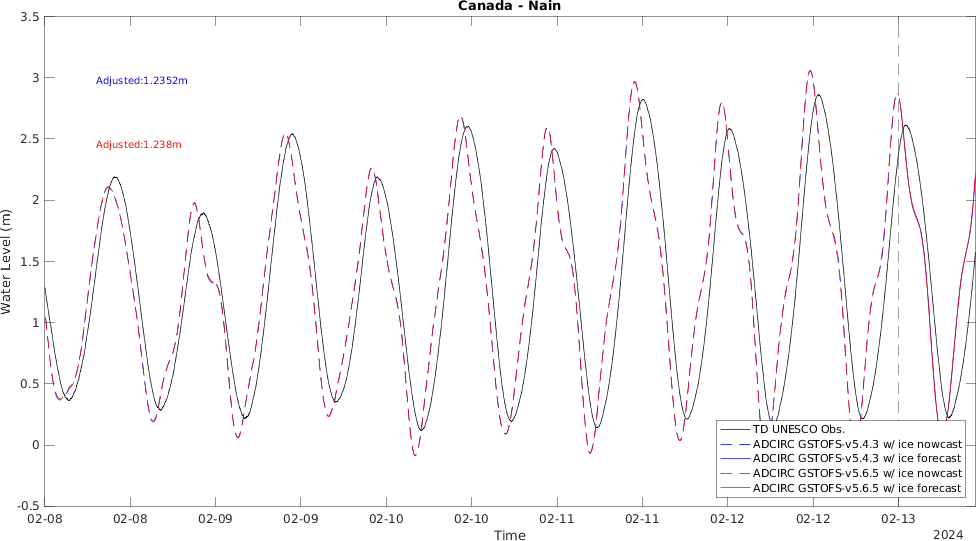 Canada - Nain
3.5
3
2.5
2
1.5
1
0.5
0
-0.5
Water Level (m)
Adjusted:1.2352m
Adjusted:1.238m
TD UNESCO Obs.
ADCIRC GSTOFS-v5.4.3 w/ ice nowcast
ADCIRC GSTOFS-v5.4.3 w/ ice forecast
ADCIRC GSTOFS-v5.6.5 w/ ice nowcast
ADCIRC GSTOFS-v5.6.5 w/ ice forecast
02-08 02-08 02-09 02-09 02-10 02-10 02-11 02-11 02-12 02-12 02-13
Time
2024